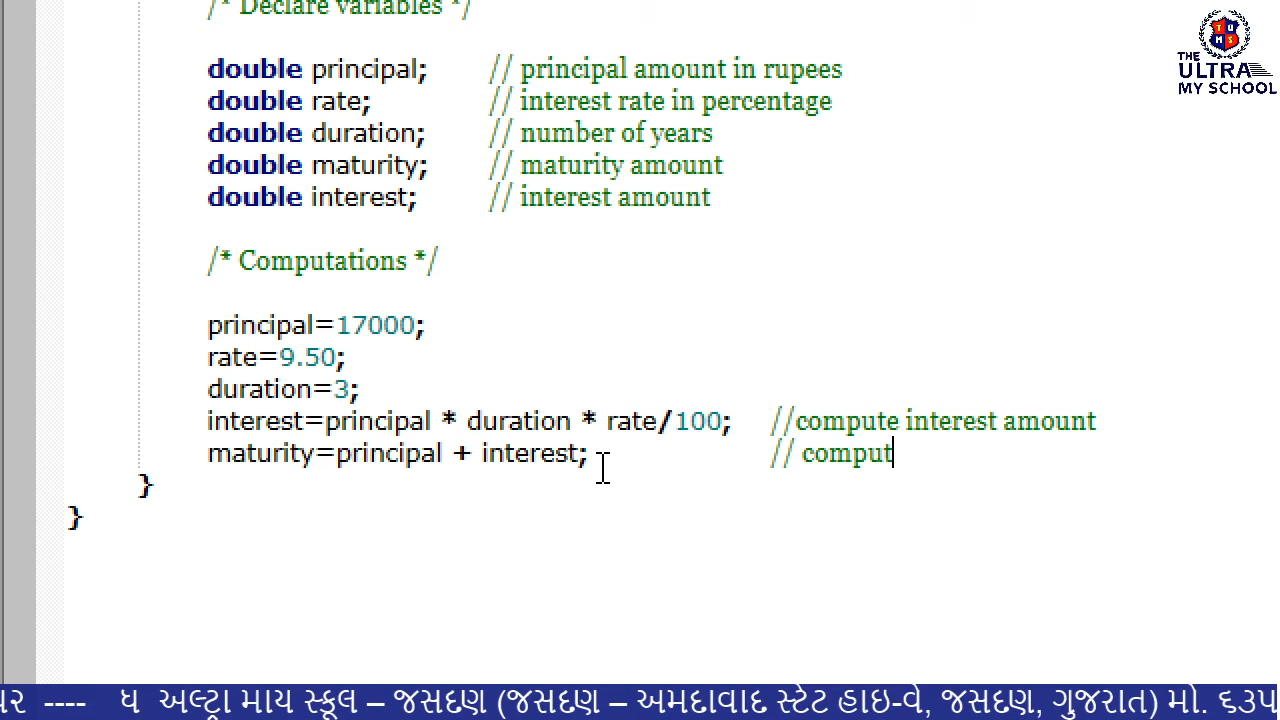 /* Declare variables */
double principal; // principal amount in rupees
double rate; // interest rate in percentage
double duration; // number of years
double maturity; // maturity amount
double interest; // interest amount
/* Computations */
principal=17000;
rate=9.50;
duration=3;
interest=principal * duration * rate/100; //compute interest amount
maturity=principal + interest; // comput
}
}
TUMS
THE
ULTRA
MY SCHOOL
પર ---- ધ અલ્ટ્રા માય સ્કૂલ – જસદણ (જસદણ – અમદાવાદ સ્ટેટ હાઇ-વે, જસદણ, ગુજરાત) મો. ૬૩૫